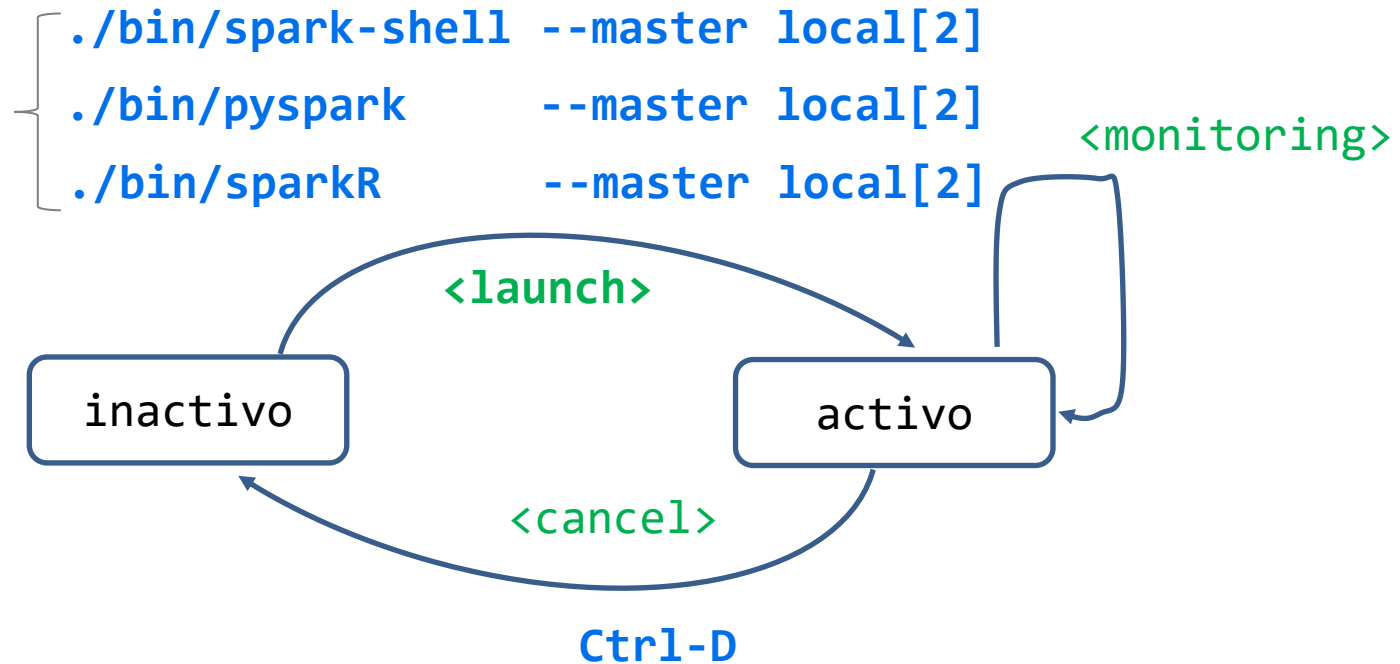 ./bin/spark-shell --master local[2]
./bin/pyspark --master local[2]
./bin/sparkR --master local[2]
<monitoring>
<launch>
inactivo
activo
<cancel>
Ctrl-D